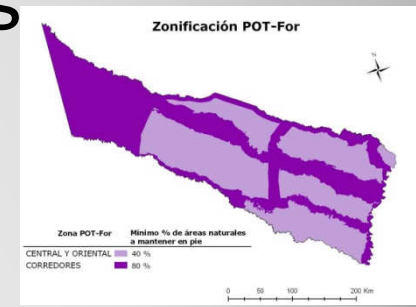 S
Zonificación POT-For
N
Zona POT-For
Mínimo % de áreas naturales
a mantener en pie
CENTRAL Y ORIENTAL 40 %
CORREDORES 80 %
0 50 100 200 Km